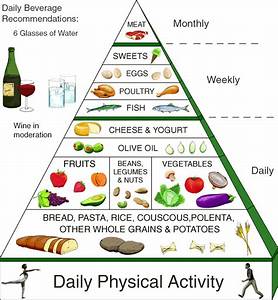 Daily Beverage
Recommendations:
6 Glasses of Water
Wine in
moderation
MEAT
Monthly
SWEETS
EGGS
POULTRY
FISH
Weekly
CHEESE & YOGURT
OLIVE OIL
FRUITS
BEANS,
LEGUMES
& NUTS
VEGETABLES
Daily
BREAD, PASTA, RICE, COUSCOUS,POLENTA,
OTHER WHOLE GRAINS & POTATOES
Daily Physical Activity